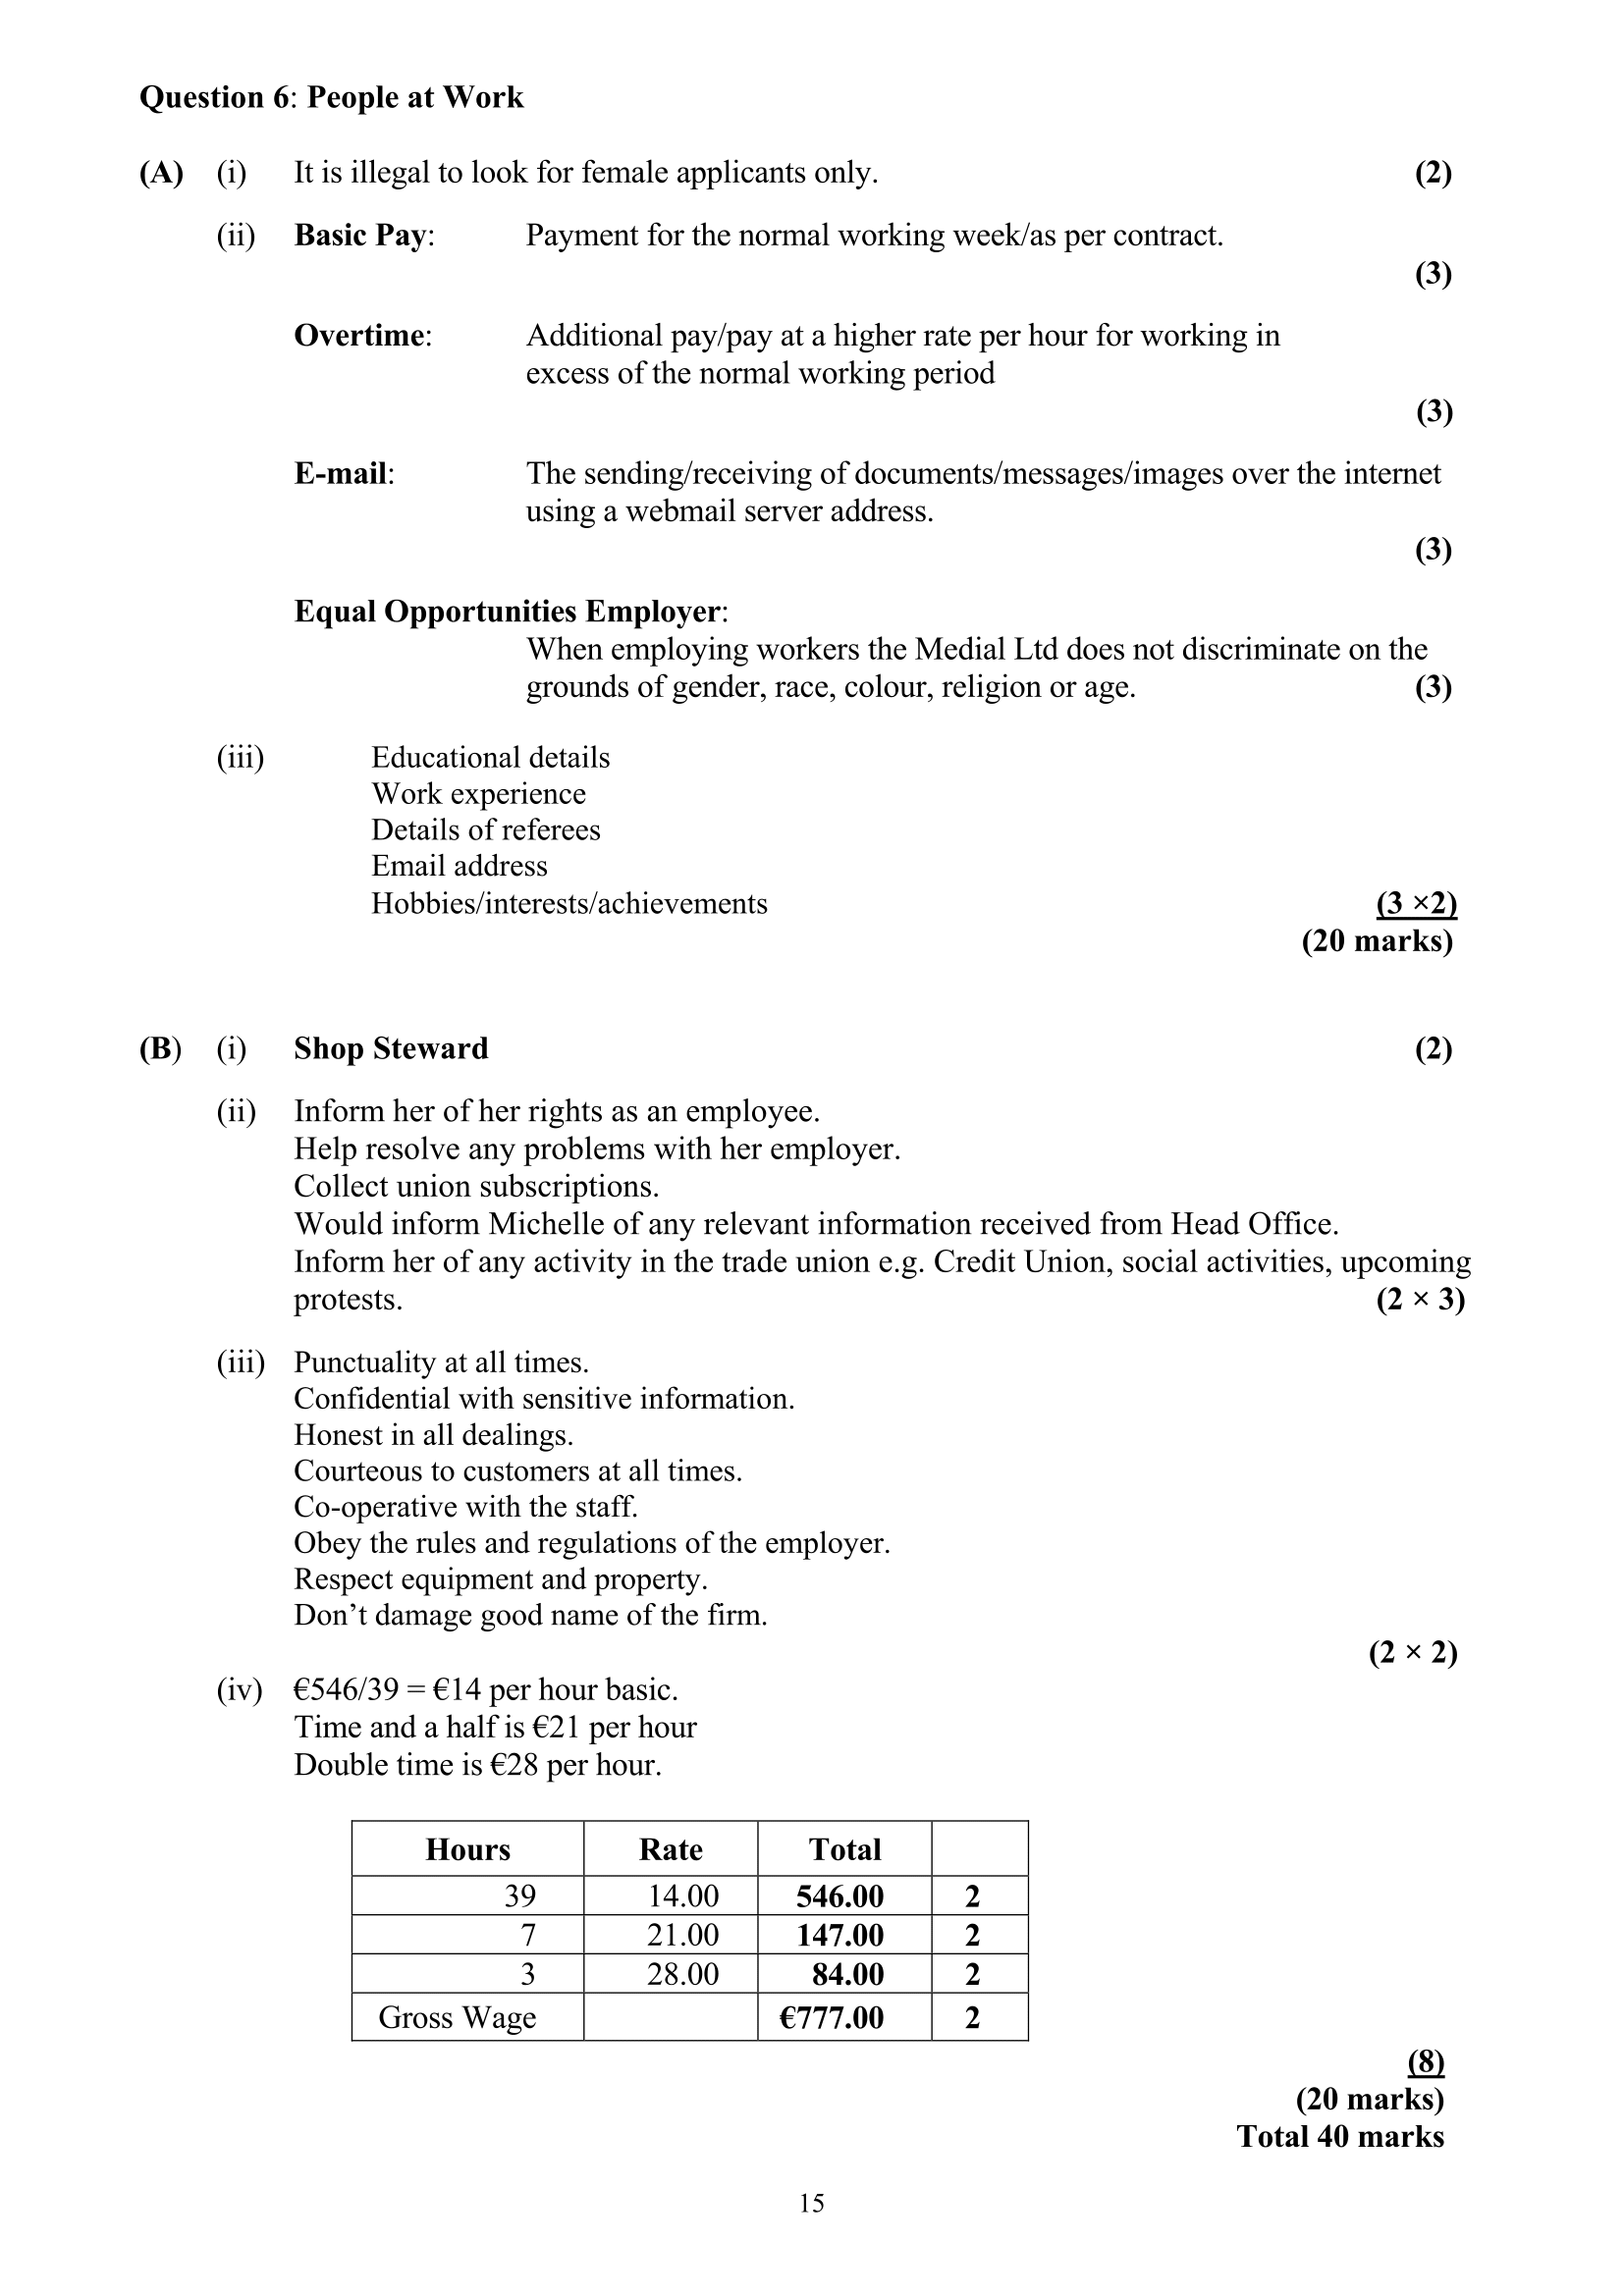 Question 6: People at Work
(A) (i) It is illegal to look for female applicants only. (2)
(ii) Basic Pay: Payment for the normal working week/as per contract.
(3)
Overtime: Additional pay/pay at a higher rate per hour for working in
excess of the normal working period
(3)
E-mail: The sending/receiving of documents/messages/images over the internet
using a webmail server address.
(3)
Equal Opportunities Employer:
When employing workers the Medial Ltd does not discriminate on the
grounds of gender, race, colour, religion or age. (3)
(iii) Educational details
Work experience
Details of referees
Email address
Hobbies/interests/achievements (3 ×2)
(20 marks)
(B) (i) Shop Steward (2)
(ii) Inform her of her rights as an employee.
Help resolve any problems with her employer.
Collect union subscriptions.
Would inform Michelle of any relevant information received from Head Office.
Inform her of any activity in the trade union e.g. Credit Union, social activities, upcoming
protests. (2 × 3)
(iii) Punctuality at all times.
Confidential with sensitive information.
Honest in all dealings.
Courteous to customers at all times.
Co-operative with the staff.
Obey the rules and regulations of the employer.
Respect equipment and property.
Don’t damage good name of the firm.
(2 × 2)
(iv) €546/39 = €14 per hour basic.
Time and a half is €21 per hour
Double time is €28 per hour.
Hours Rate Total
39 14.00 546.00 2
7 21.00 147.00 2
3 28.00 84.00 2
Gross Wage €777.00 2
(8)
(20 marks)
Total 40 marks
15